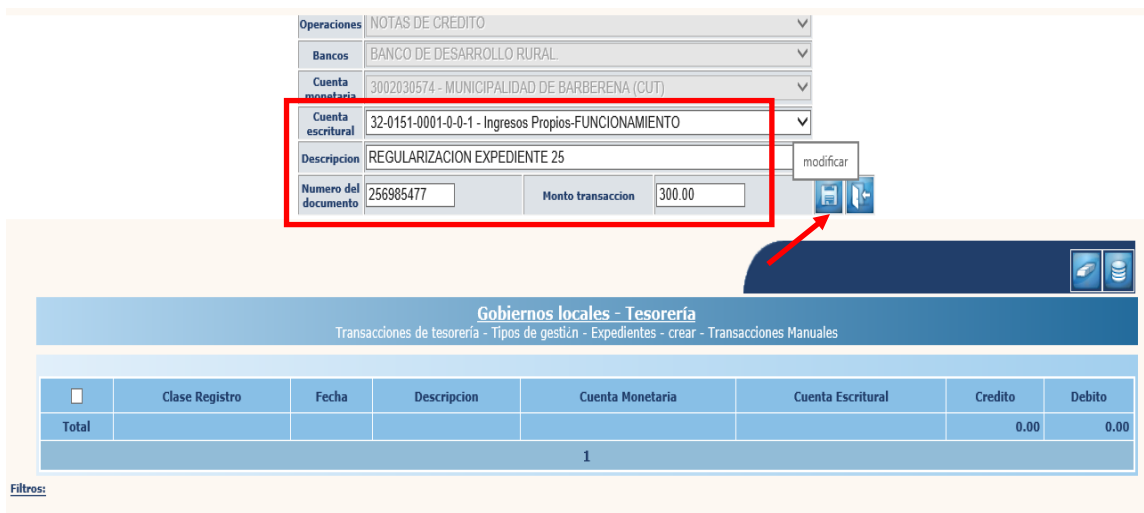 Operaciones NOTAS DE CREDITO
Bancos BANCO DE DESARROLLO RURAL.
Cuenta monetaria 3002030574 - MUNICIPALIDAD DE BARBERENA (CUT)
Cuenta escritural 32-0151-0001-0-0-1 - Ingresos Propios-FUNCIONAMIENTO
Descripcion REGULARIZACION EXPEDIENTE 25
modificar
Numero del documento 256985477 Monto transaccion 300.00
Gobiernos locales - Tesorería
Transacciones de tesorería - Tipos de gesti¿n - Expedientes - crear - Transacciones Manuales
Clase Registro Fecha Descripcion Cuenta Monetaria Cuenta Escritural Credito Debito
Total 0.00 0.00
1
Filtros: